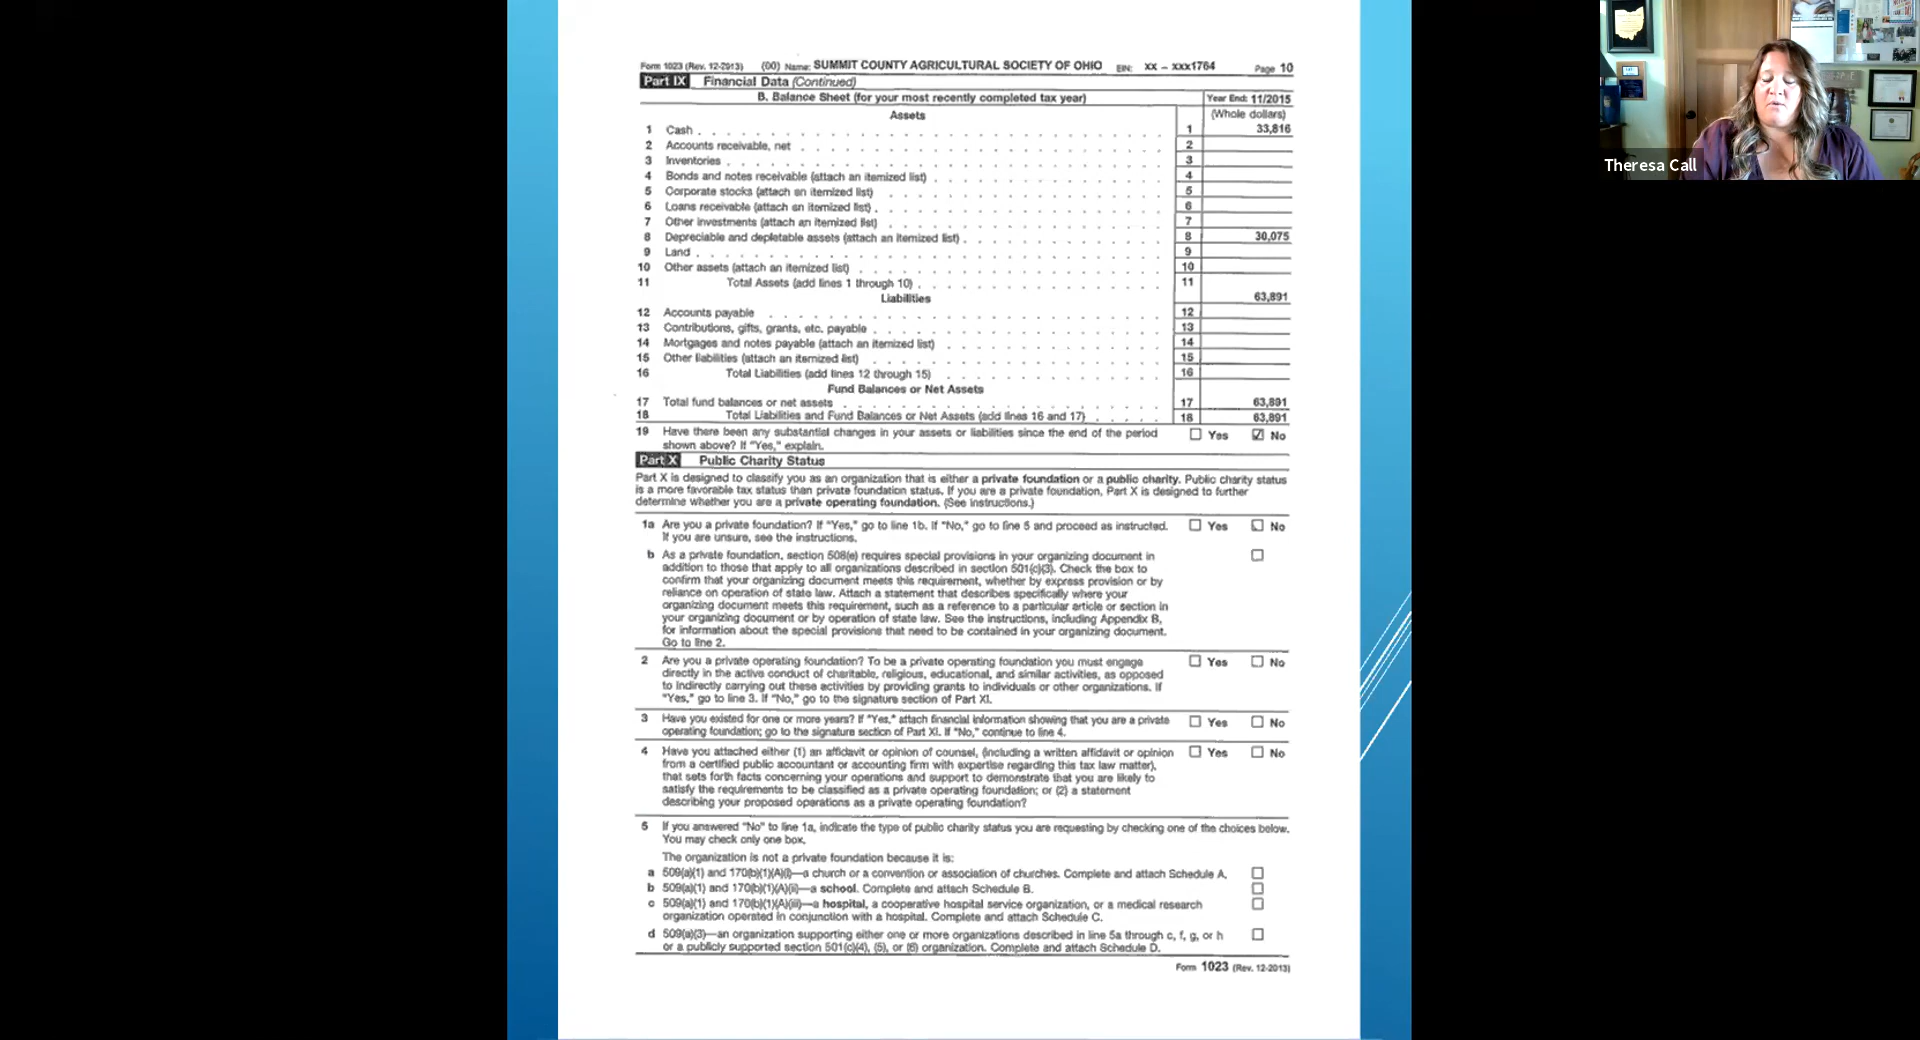 Form 1023 (Rev. 12-2013) (00) Name: SUMMIT COUNTY AGRICULTURAL SOCIETY OF OHIO EIN: xx – xxx1764 Page 10
Part IX Financial Data (Continued)
B. Balance Sheet (for your most recently completed tax year) Year End: 11/2015
Assets (Whole dollars)
1 Cash 1 33,816
2 Accounts receivable, net 2
3 Inventories 3
4 Bonds and notes receivable (attach an itemized list) 4
5 Corporate stocks (attach an itemized list) 5
6 Loans receivable (attach an itemized list) 6
7 Other investments (attach an itemized list) 7
8 Depreciable and depletable assets (attach an itemized list) 8 30,075
9 Land 9
10 Other assets (attach an itemized list) 10
11 Total Assets (add lines 1 through 10) 11
Liabilities 63,891
12 Accounts payable 12
13 Contributions, gifts, grants, etc. payable 13
14 Mortgages and notes payable (attach an itemized list) 14
15 Other liabilities (attach an itemized list) 15
16 Total Liabilities (add lines 12 through 15) 16
Fund Balances or Net Assets
17 Total fund balances or net assets 17 63,891
18 Total Liabilities and Fund Balances or Net Assets (add lines 16 and 17) 18 63,891
19 Have there been any substantial changes in your assets or liabilities since the end of the period Yes No
shown above? If "Yes," explain.
Part X Public Charity Status
Part X is designed to classify you as an organization that is either a private foundation or a public charity. Public charity status
is a more favorable tax status than private foundation status. If you are a private foundation, Part X is designed to further
determine whether you are a private operating foundation. (See instructions.)
1a Are you a private foundation? If "Yes," go to line 1b. If "No," go to line 5 and proceed as instructed. Yes No
If you are unsure, see the instructions.
b As a private foundation, section 508(e) requires special provisions in your organizing document in
addition to those that apply to all organizations described in section 501(c)(3). Check the box to
confirm that your organizing document meets this requirement, whether by express provision or by
reliance on operation of state law. Attach a statement that describes specifically where your
organizing document meets this requirement, such as a reference to a particular article or section in
your organizing document or by operation of state law. See the instructions, including Appendix B,
for information about the special provisions that need to be contained in your organizing document.
Go to line 2.
2 Are you a private operating foundation? To be a private operating foundation you must engage Yes No
directly in the active conduct of charitable, religious, educational, and similar activities, as opposed
to indirectly carrying out these activities by providing grants to individuals or other organizations. If
"Yes," go to line 3. If "No," go to the signature section of Part XI.
3 Have you existed for one or more years? If "Yes," attach financial information showing that you are a private Yes No
operating foundation; go to the signature section of Part XI. If "No," continue to line 4.
4 Have you attached either (1) an affidavit or opinion of counsel, (including a written affidavit or opinion Yes No
from a certified public accountant or accounting firm with expertise regarding this tax law matter),
that sets forth facts concerning your operations and support to demonstrate that you are likely to
satisfy the requirements to be classified as a private operating foundation; or (2) a statement
describing your proposed operations as a private operating foundation?
5 If you answered "No" to line 1a, indicate the type of public charity status you are requesting by checking one of the choices below.
You may check only one box.
The organization is not a private foundation because it is:
a 509(a)(1) and 170(b)(1)(A)(i)—a church or a convention or association of churches. Complete and attach Schedule A.
b 509(a)(1) and 170(b)(1)(A)(ii)—a school. Complete and attach Schedule B.
c 509(a)(1) and 170(b)(1)(A)(iii)—a hospital, a cooperative hospital service organization, or a medical research
organization operated in conjunction with a hospital. Complete and attach Schedule C.
d 509(a)(3)—an organization supporting either one or more organizations described in line 5a through c, f, g, or h
or a publicly supported section 501(c)(4), (5), or (6) organization. Complete and attach Schedule D.
Form 1023 (Rev. 12-2013)
Theresa Call